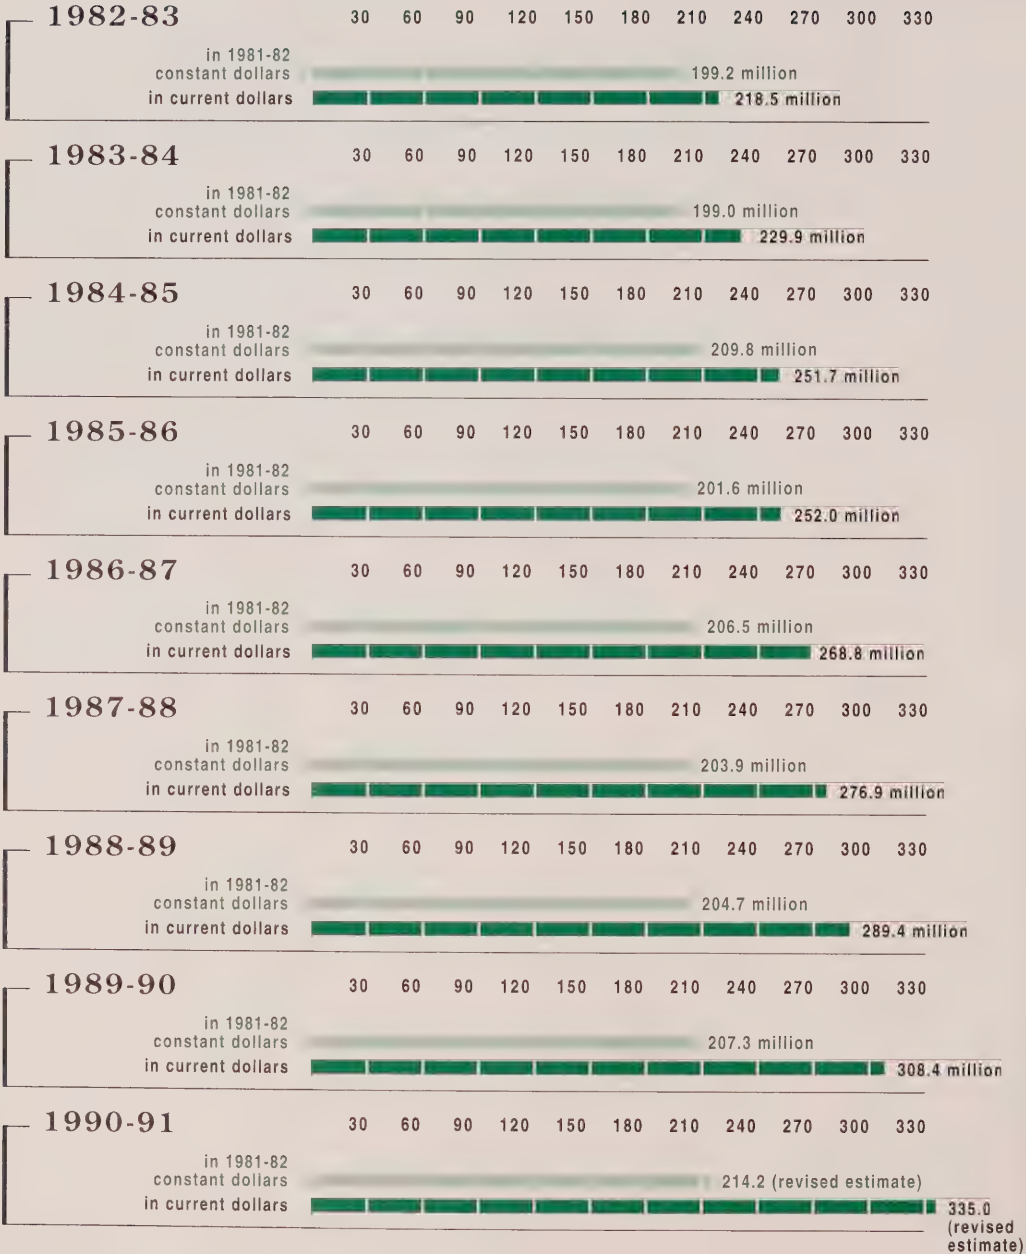 1982-83 30 60 90 120 150 180 210 240 270 300 330
in 1981-82
constant dollars 199.2 million
in current dollars 218.5 million
1983-84 30 60 90 120 150 180 210 240 270 300 330
in 1981-82
constant dollars 199.0 million
in current dollars 229.9 million
1984-85 30 60 90 120 150 180 210 240 270 300 330
in 1981-82
constant dollars 209.8 million
in current dollars 251.7 million
1985-86 30 60 90 120 150 180 210 240 270 300 330
in 1981-82
constant dollars 201.6 million
in current dollars 252.0 million
1986-87 30 60 90 120 150 180 210 240 270 300 330
in 1981-82
constant dollars 206.5 million
in current dollars 268.8 million
1987-88 30 60 90 120 150 180 210 240 270 300 330
in 1981-82
constant dollars 203.9 million
in current dollars 276.9 million
1988-89 30 60 90 120 150 180 210 240 270 300 330
in 1981-82
constant dollars 204.7 million
in current dollars 289.4 million
1989-90 30 60 90 120 150 180 210 240 270 300 330
in 1981-82
constant dollars 207.3 million
in current dollars 308.4 million
1990-91 30 60 90 120 150 180 210 240 270 300 330
in 1981-82
constant dollars 214.2 (revised estimate)
in current dollars 335.0
(revised
estimate)